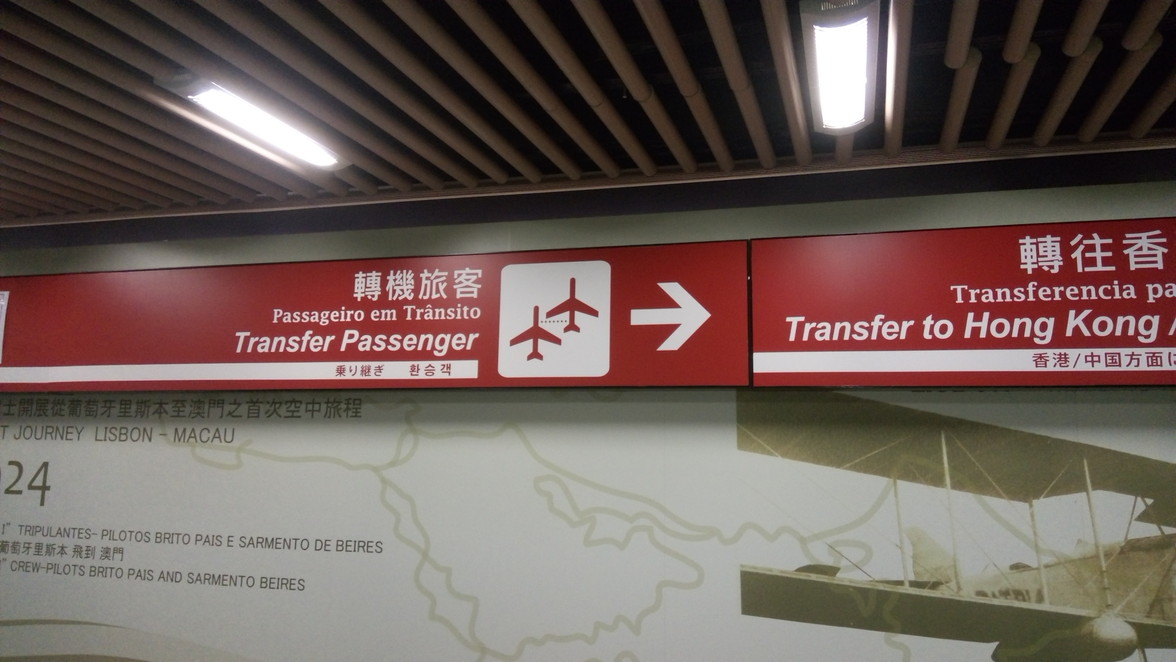 轉機旅客
Passageiro em Trânsito
Transfer Passenger
乗り継ぎ 환승객
轉往香
Transferencia pa
Transfer to Hong Kong
香港/中国方面に
士開展從葡萄牙里斯本至澳門之首次空中旅程
T JOURNEY LISBON - MACAU
24
1" TRIPULANTES- PILOTOS BRITO PAIS E SARMENTO DE BEIRES
葡萄牙里斯本 飛到 澳門
" CREW-PILOTS BRITO PAIS AND SARMENTO BEIRES